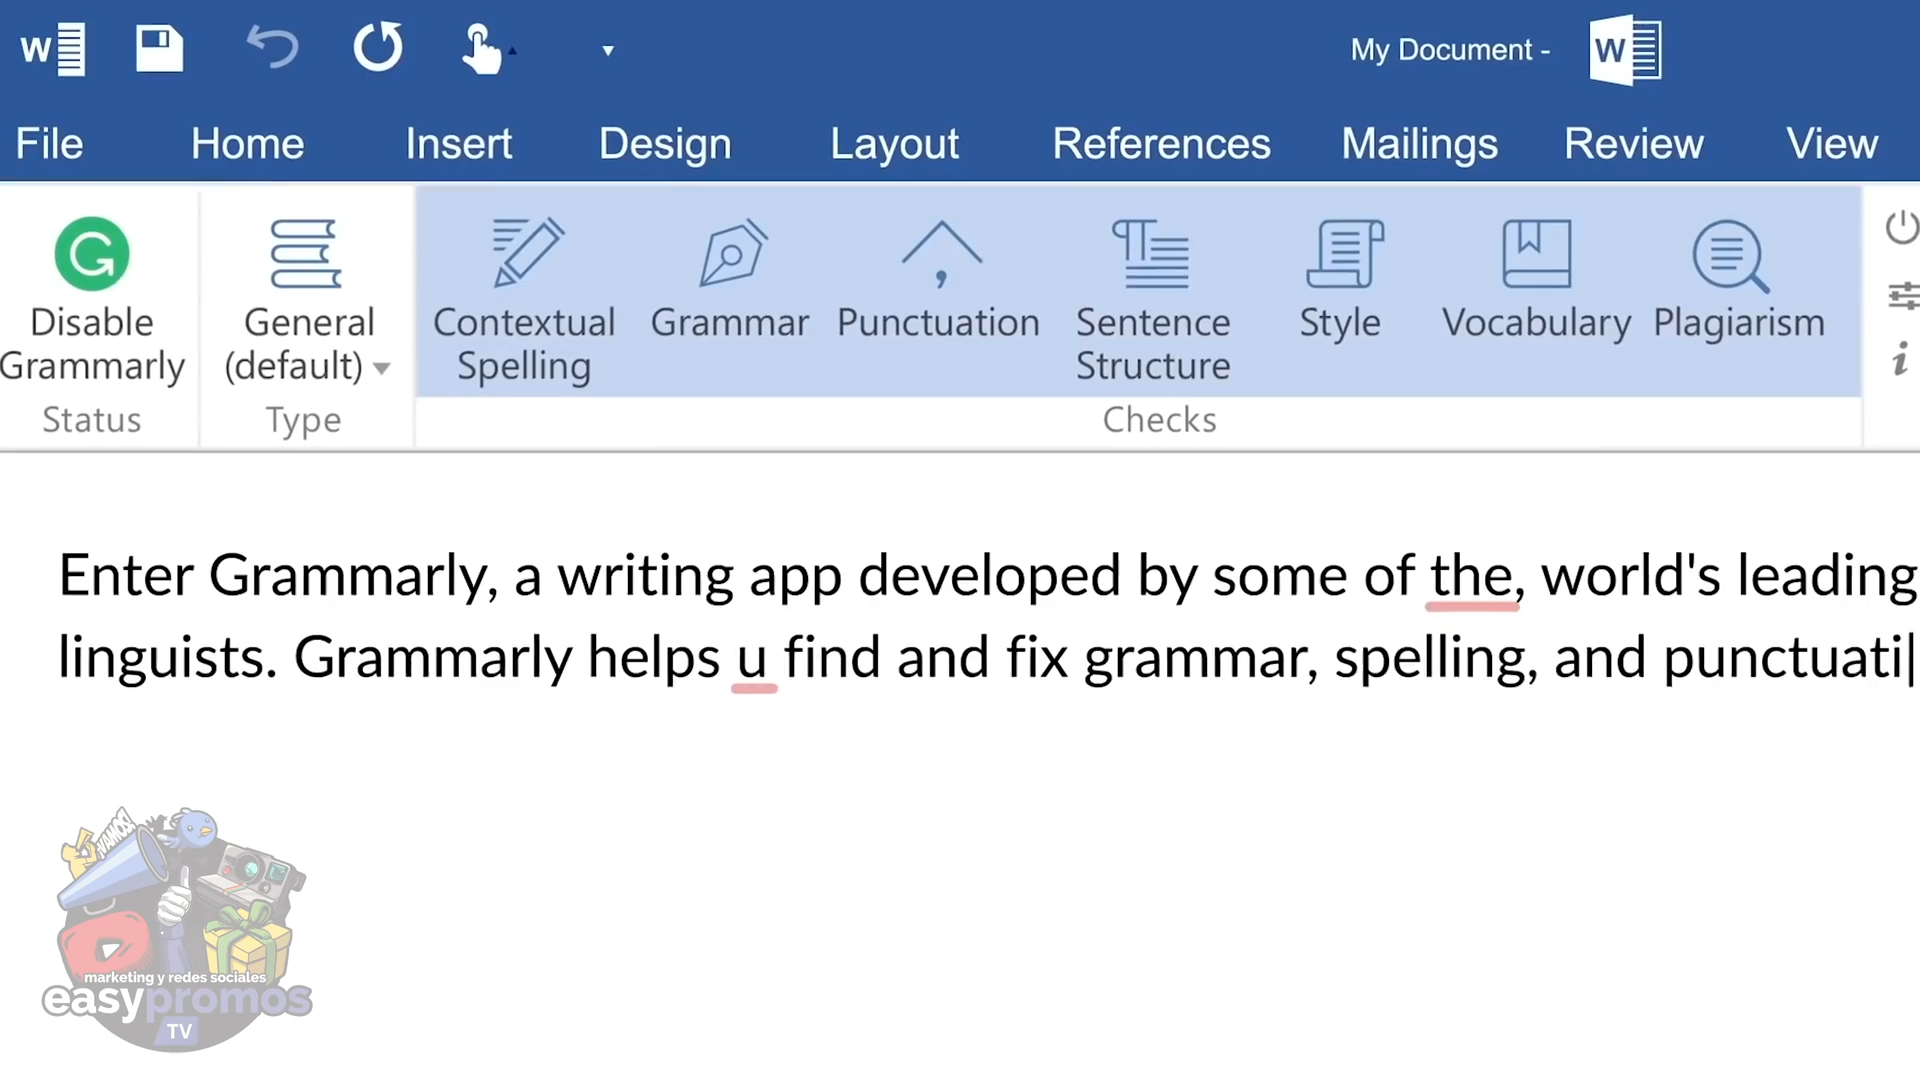 W
My Document -
W
File Home Insert Design Layout References Mailings Review View
G
Disable Grammarly
General (default)
Contextual Spelling
Grammar
Punctuation
Sentence Structure
Style
Vocabulary
Plagiarism
i
Status
Type
Checks
Enter Grammarly, a writing app developed by some of the, world's leading
linguists. Grammarly helps u find and fix grammar, spelling, and punctuati
¡VAMOS!
marketing y redes sociales
easypromos
TV